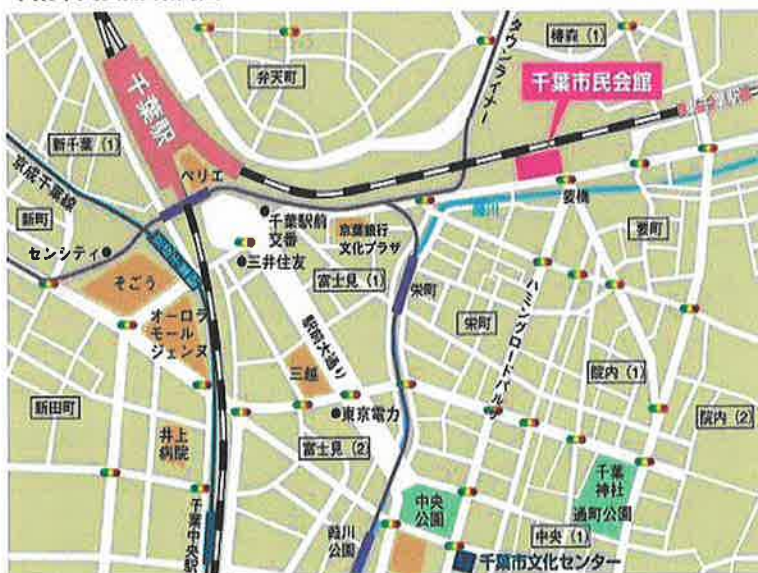 椿森 (1)
タウンライナー
弁天町
千葉市民会館
千葉駅
新千葉 (1)
京成千葉線
ペリエ
新町
センシティ
そごう
千葉駅前
交番
三井住友
京葉銀行
文化プラザ
富士見 (1)
栄町
栄町
要橋
要町
ハミングロードパルサ
オーロラ
モール
ジュンヌ
駅前大通り
三越
東京電力
院内 (1)
院内 (2)
新田町
井上
病院
富士見 (2)
千葉
神社
通町公園
中央
公園
葭川
公園
中央 (1)
千葉中央駅
千葉市文化センター